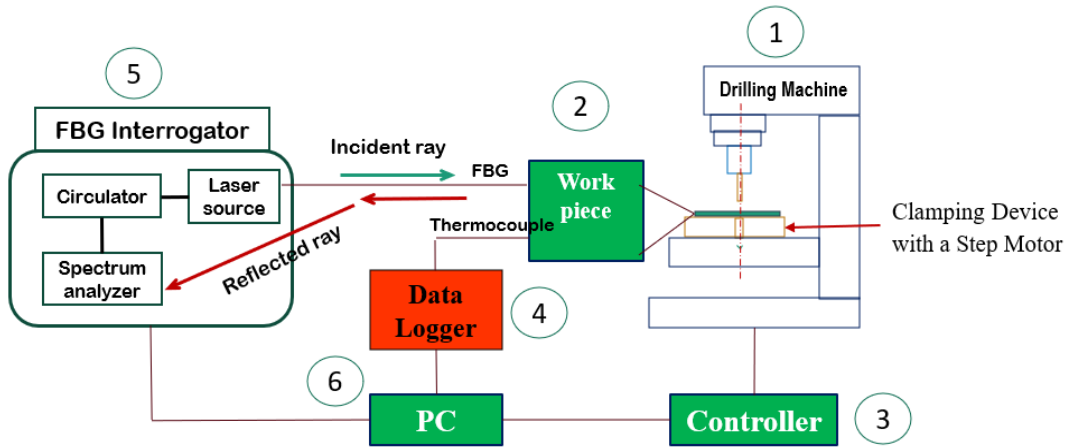 1
5
2
Drilling Machine
FBG Interrogator
Incident ray
FBG
Circulator
Laser
source
Work
piece
Clamping Device
with a Step Motor
Thermocouple
Reflected ray
Spectrum
analyzer
Data
Logger
4
6
PC
Controller
3